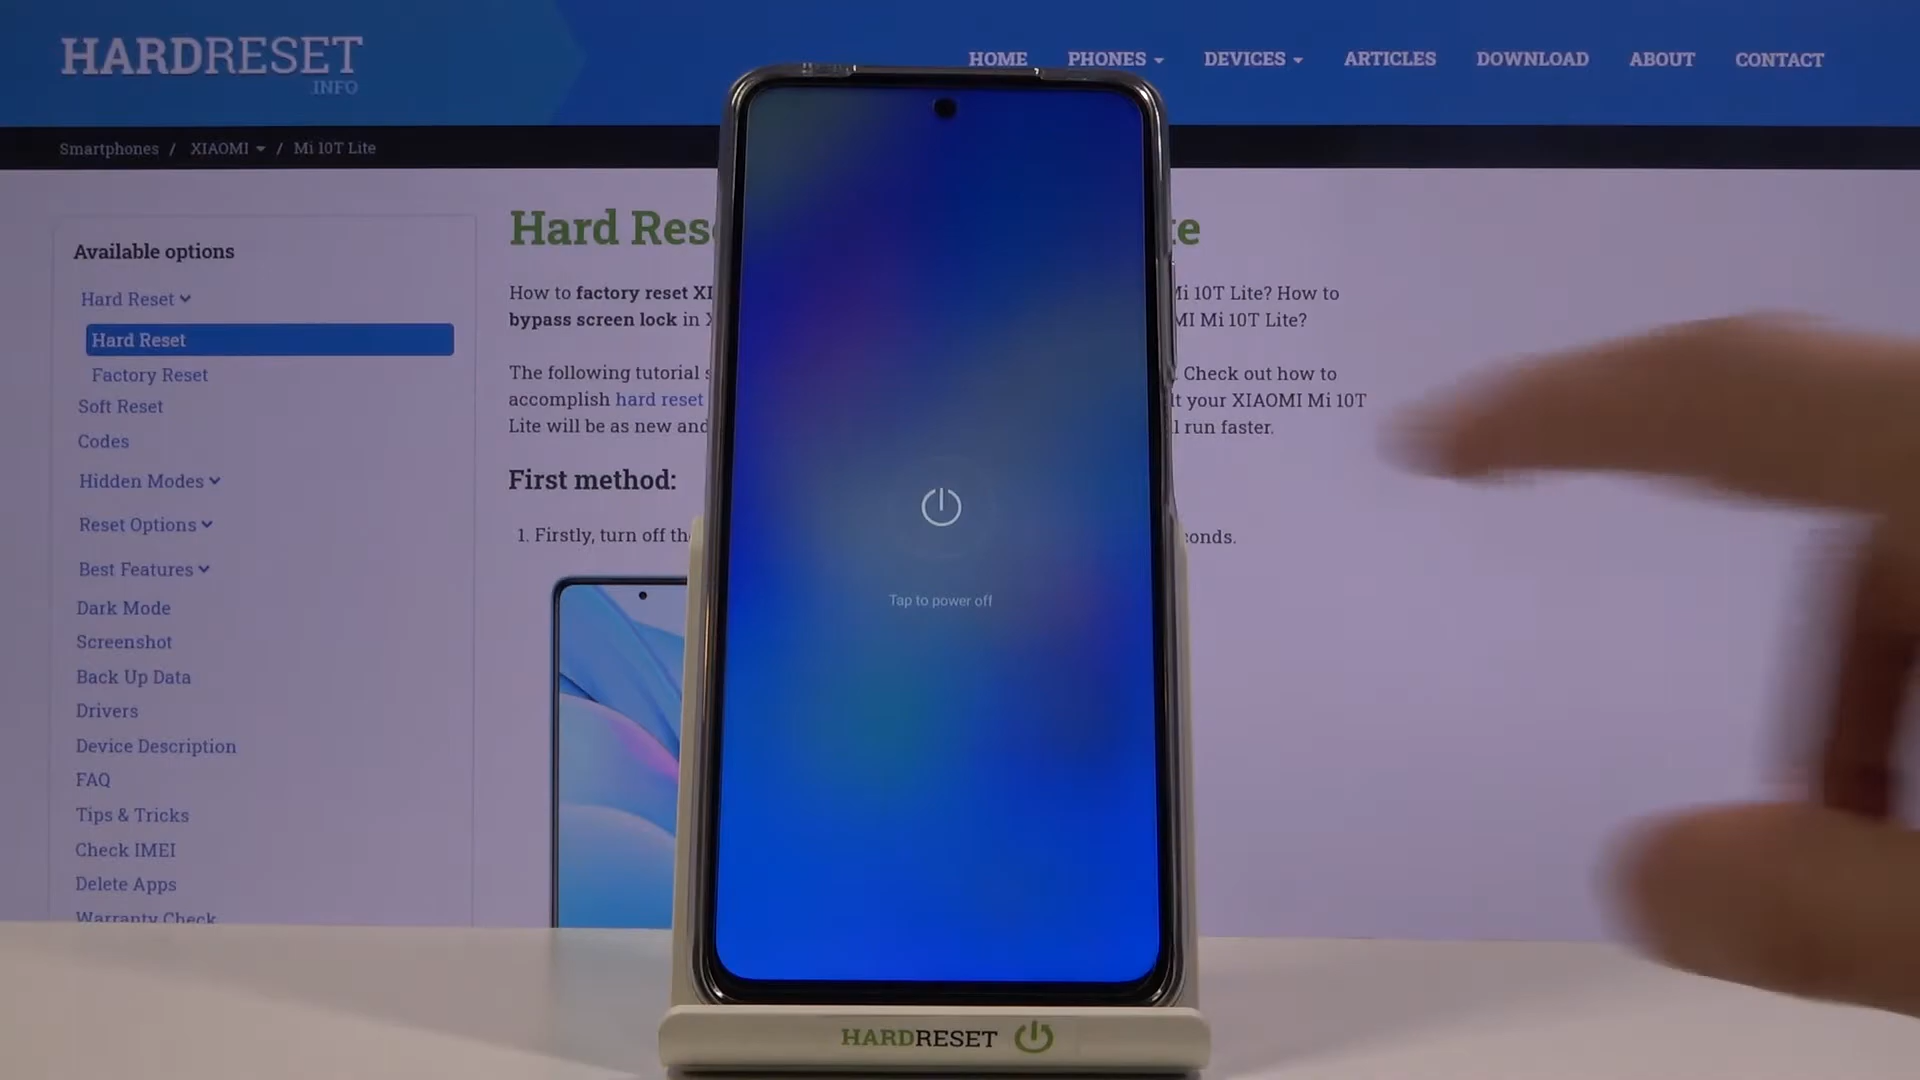 HARDRESET
.INFO
HOME PHONES DEVICES ARTICLES DOWNLOAD ABOUT CONTACT
Smartphones / XIAOMI / Mi 10T Lite
Available options
Hard Reset
Hard Reset
Factory Reset
Soft Reset
Codes
Hidden Modes
Reset Options
Best Features
Dark Mode
Screenshot
Back Up Data
Drivers
Device Description
FAQ
Tips & Tricks
Check IMEI
Delete Apps
Warranty Check
Hard Res
How to factory reset XI Mi 10T Lite? How to
bypass screen lock in MI Mi 10T Lite?
The following tutorial s . Check out how to
accomplish hard reset lt your XIAOMI Mi 10T
Lite will be as new and l run faster.
First method:
1. Firstly, turn off th conds.
Tap to power off
HARDRESET